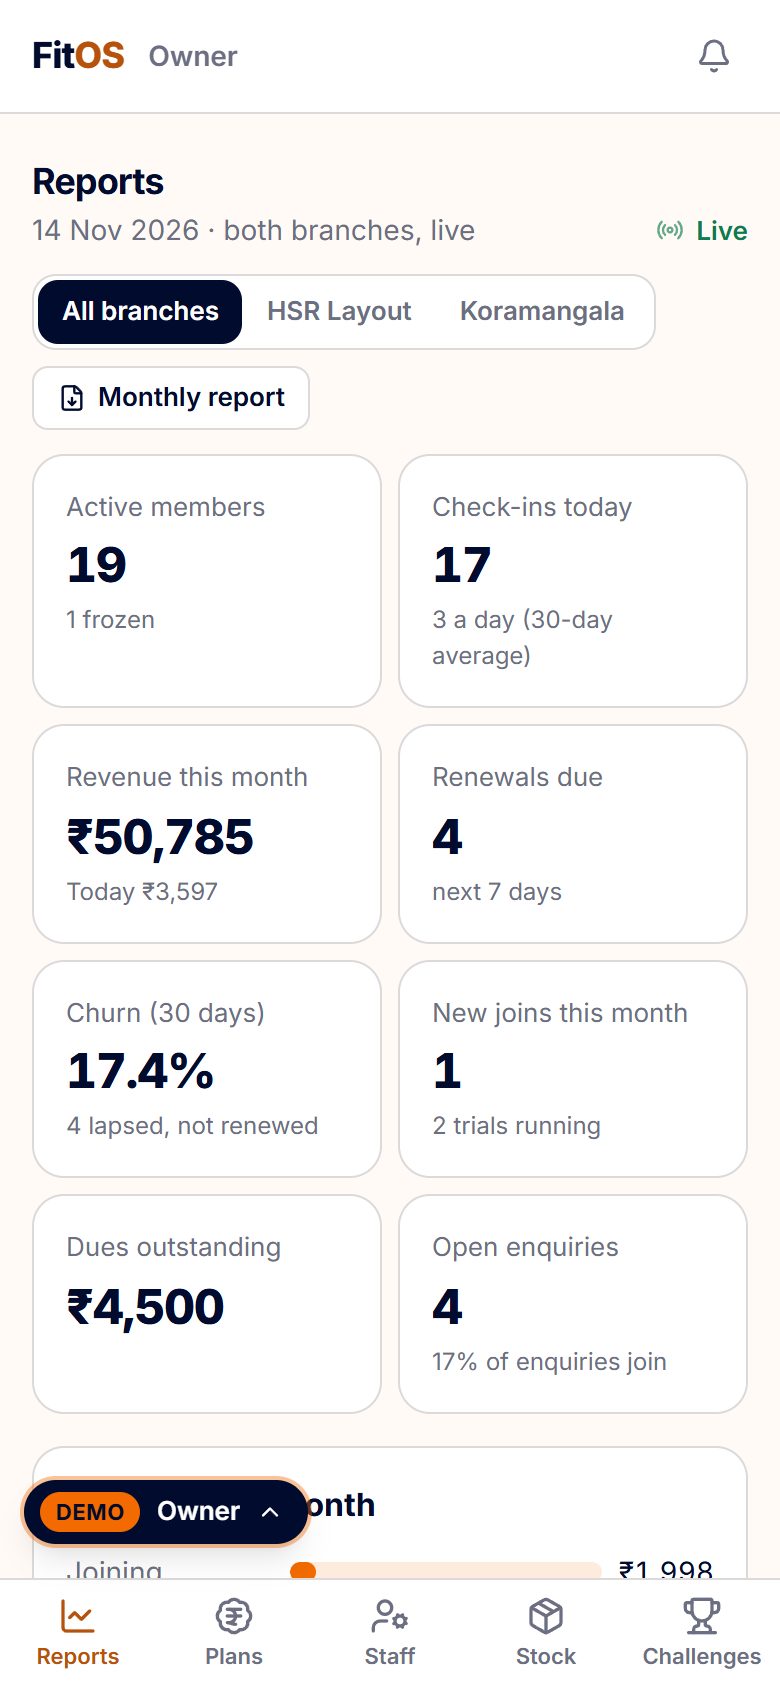 FitOS Owner
Reports
14 Nov 2026 · both branches, live
Live
All branches
HSR Layout
Koramangala
Monthly report
Active members
19
1 frozen
Check-ins today
17
3 a day (30-day
average)
Revenue this month
₹50,785
Today ₹3,597
Renewals due
4
next 7 days
Churn (30 days)
17.4%
4 lapsed, not renewed
New joins this month
1
2 trials running
Dues outstanding
₹4,500
Open enquiries
4
17% of enquiries join
DEMO Owner
onth
Joining
₹1,998
Reports
Plans
Staff
Stock
Challenges